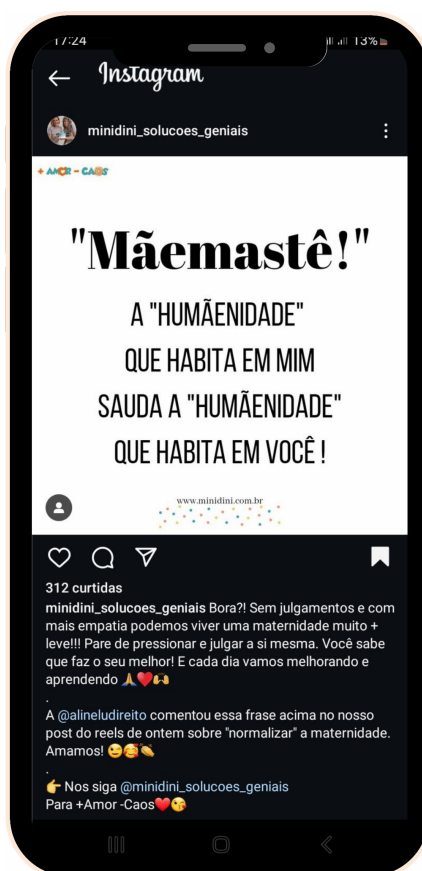 17:24
13%
Instagram
minidini_solucoes_geniais
+ AMOR - CAOS
"Mãemastê!"
A "HUMÃENIDADE"
QUE HABITA EM MIM
SAUDA A "HUMÃENIDADE"
QUE HABITA EM VOCÊ !
www.minidini.com.br
312 curtidas
minidini_solucoes_geniais Bora?! Sem julgamentos e com
mais empatia podemos viver uma maternidade muito +
leve!!! Pare de pressionar e julgar a si mesma. Você sabe
que faz o seu melhor! E cada dia vamos melhorando e
aprendendo 🙏❤️🙌
.
A @alineludireito comentou essa frase acima no nosso
post do reels de ontem sobre "normalizar" a maternidade.
Amamos! 😉🥰👏
.
👉 Nos siga @minidini_solucoes_geniais
Para +Amor -Caos❤️😘